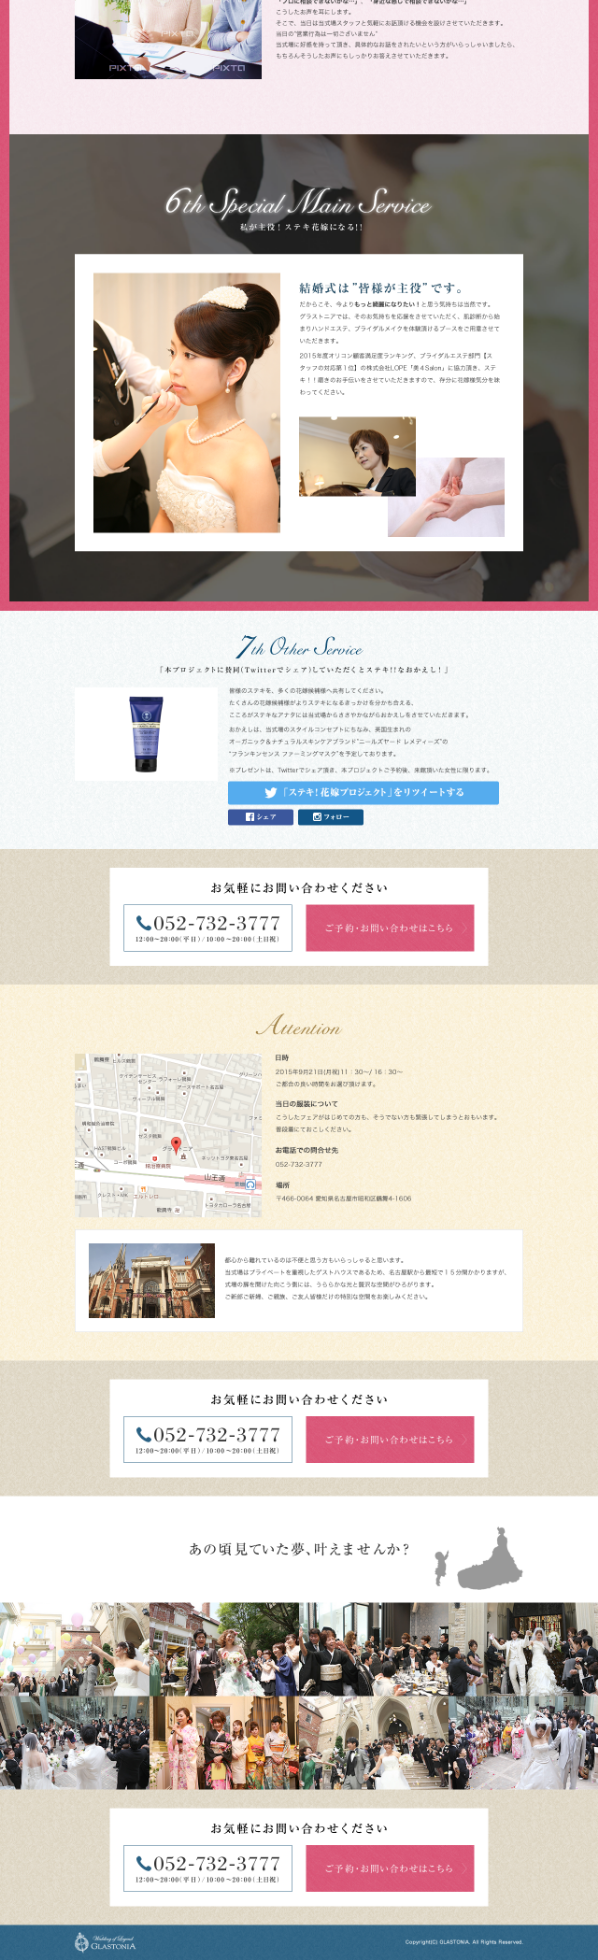 『プロに相談できないかな…』、『身近な感じで相談できないかな…』
こうしたお声を耳にします。
そこで、当日は当式場スタッフと気軽にお話頂ける機会を設けさせていただきます。
当日の"営業行為は一切ございません"
当式場に好感を持って頂き、具体的なお話をされたいという方がいらっしゃいましたら、
もちろんそうしたお声にもしっかりお答えさせていただきます。
PIXTA
PIXTA
PIXTA
6th Special Main Service
私が主役！ステキ花嫁になる!!
結婚式は"皆様が主役"です。
だからこそ、今よりもっと綺麗になりたい！と思う気持ちは当然です。
グラストニアでは、そのお気持ちを応援をさせていただく、肌診断から始
まりハンドエステ、ブライダルメイクを体験頂けるブースをご用意させて
いただきます。
2015年度オリコン顧客満足度ランキング、ブライダルエステ部門【ス
タッフの対応第１位】の株式会社LOPE「美4Salon」に協力頂き、ステ
キ！！磨きのお手伝いをさせていただきますので、存分に花嫁様気分を味
わってください。
7th Other Service
「本プロジェクトに賛同(Twitterでシェア)していただくとステキ!!なおかえし！」
皆様のステキを、多くの花嫁候補様へ共有してください。
たくさんの花嫁候補様がよりステキになるきっかけを分かち合える、
こころがステキなアナタには当式場からささやかながらおかえしをさせていただきます。
おかえしは、当式場のスタイルコンセプトにちなみ、英国生まれの
オーガニック＆ナチュラルスキンケアブランド"ニールズヤード レメディーズ"の
"フランキンセンス ファーミングマスク"を予定しております。
※プレゼントは、Twitterでシェア頂き、本プロジェクトご予約後、来館頂いた女性に限ります。
「ステキ！花嫁プロジェクト」をリツイートする
シェア
フォロー
お気軽にお問い合わせください
052-732-3777
12:00〜20:00(平日)/10:00〜20:00(土日祝)
ご予約・お問い合わせはこちら
Attention
日時
2015年9月21日(月祝)11：30〜/ 16：30〜
ご都合の良い時間をお選び頂けます。
当日の服装について
こうしたフェアがはじめての方も、そうでない方も緊張してしまうとおもいます。
普段着にておこしください。
お電話での問合せ先
052-732-3777
場所
〒466-0064 愛知県名古屋市昭和区鶴舞4-1606
山王通
グラストニア
都心から離れているのは不便と思う方もいらっしゃると思います。
当式場はプライベートを重視したゲストハウスであるため、名古屋駅から最短で１５分間かかりますが、
式場の扉を開けた向こう側には、うららかな光と贅沢な空間がひろがります。
ご新郎ご新婦、ご親族、ご友人皆様だけの特別な空間をお楽しみください。
お気軽にお問い合わせください
052-732-3777
12:00〜20:00(平日)/10:00〜20:00(土日祝)
ご予約・お問い合わせはこちら
あの頃見ていた夢、叶えませんか？
お気軽にお問い合わせください
052-732-3777
12:00〜20:00(平日)/10:00〜20:00(土日祝)
ご予約・お問い合わせはこちら
Wedding of Legend
GLASTONIA
Copyright(C) GLASTONIA. All Rights Reserved.